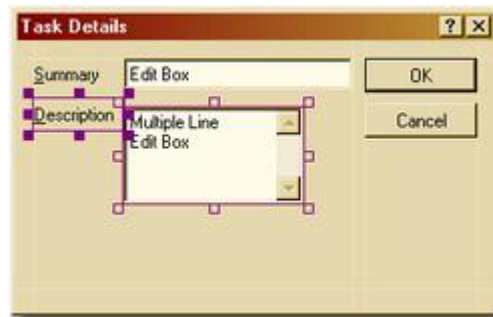 Task Details
Summary Edit Box OK
Description Multiple Line Cancel
Edit Box